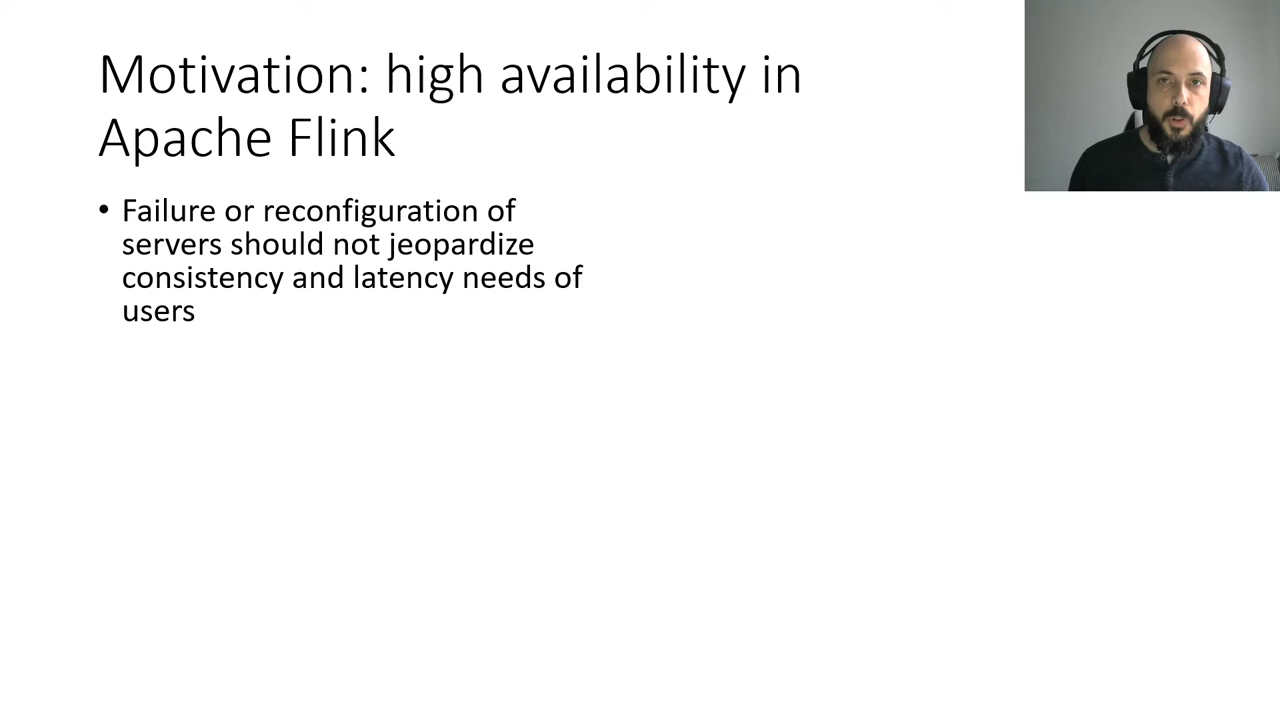 Motivation: high availability in
Apache Flink
• Failure or reconfiguration of
servers should not jeopardize
consistency and latency needs of
users